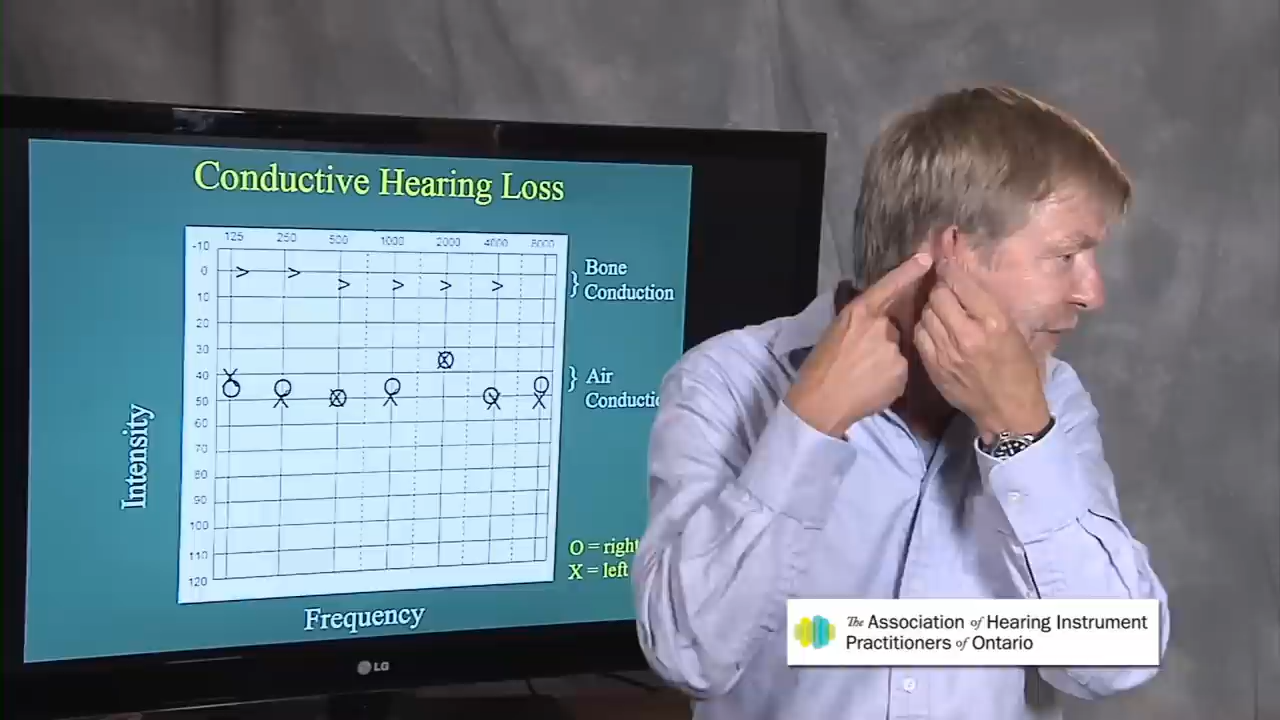 Conductive Hearing Loss
125 250 500 1000 2000 4000 8000
-10
0
10
20
30
40
50
60
70
80
90
100
110
120
} Bone
Conduction
} Air
Intensity
Frequency
O = right
X = left
LG
The Association of Hearing Instrument
Practitioners of Ontario